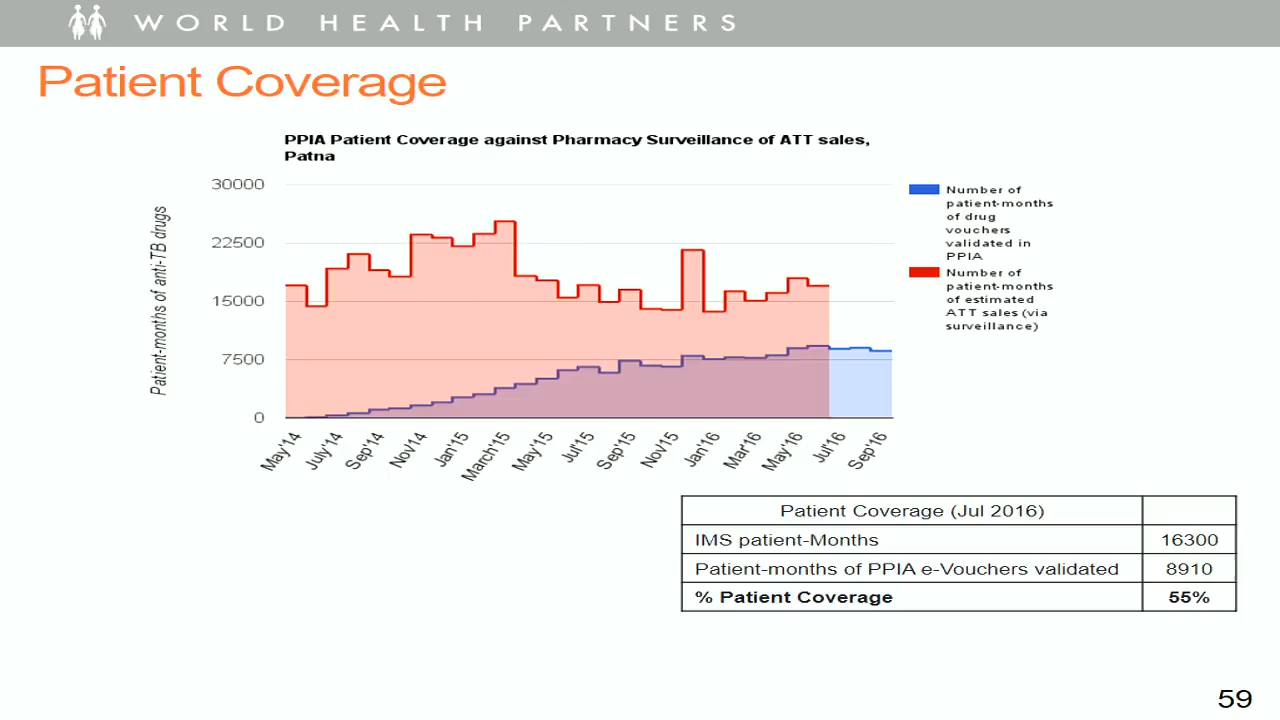 WORLD HEALTH PARTNERS
Patient Coverage
PPIA Patient Coverage against Pharmacy Surveillance of ATT sales,
Patna
Patient-months of anti-TB drugs
30000
22500
15000
7500
0
May'14
July'14
Sep'14
Nov'14
Jan'15
March'15
May'15
Jul'15
Sep'15
Nov'15
Jan'16
Mar'16
May'16
Jul'16
Sep'16
Number of
patient-months
of drug
vouchers
validated in
PPIA
Number of
patient-months
of estimated
ATT sales (via
surveillance)
Patient Coverage (Jul 2016)
IMS patient-Months 16300
Patient-months of PPIA e-Vouchers validated 8910
% Patient Coverage 55%
59